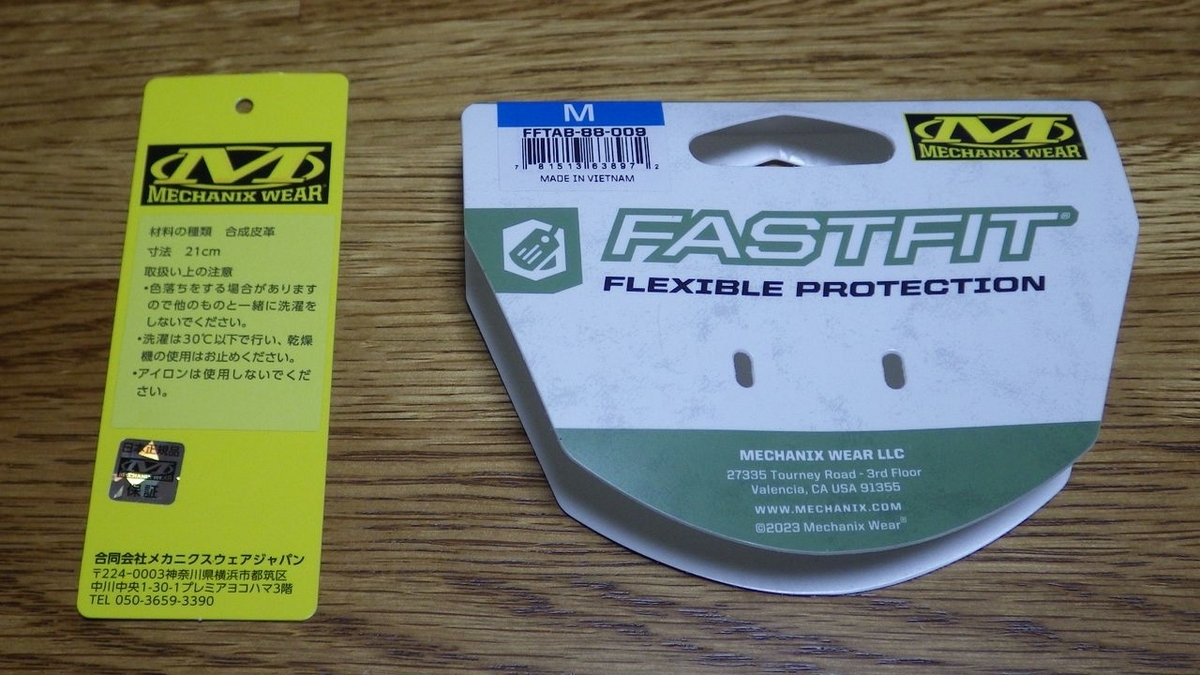 M
MECHANIX WEAR®
材料の種類 合成皮革
寸法 21cm
取扱い上の注意
・色落ちをする場合があります
ので他のものと一緒に洗濯を
しないでください。
・洗濯は30℃以下で行い、乾燥
機の使用はお止めください。
・アイロンは使用しないでくだ
さい。
日本正規品
MECHANIX WEAR
保証
合同会社メカニクスウェアジャパン
〒224-0003神奈川県横浜市都筑区
中川中央1-30-1プレミアヨコハマ3階
TEL 050-3659-3390
M
FFTAB-88-009
7 81513 63897 2
MADE IN VIETNAM
M
MECHANIX WEAR®
FASTFIT®
FLEXIBLE PROTECTION
MECHANIX WEAR LLC
27335 Tourney Road - 3rd Floor
Valencia, CA USA 91355
WWW.MECHANIX.COM
©2023 Mechanix Wear®